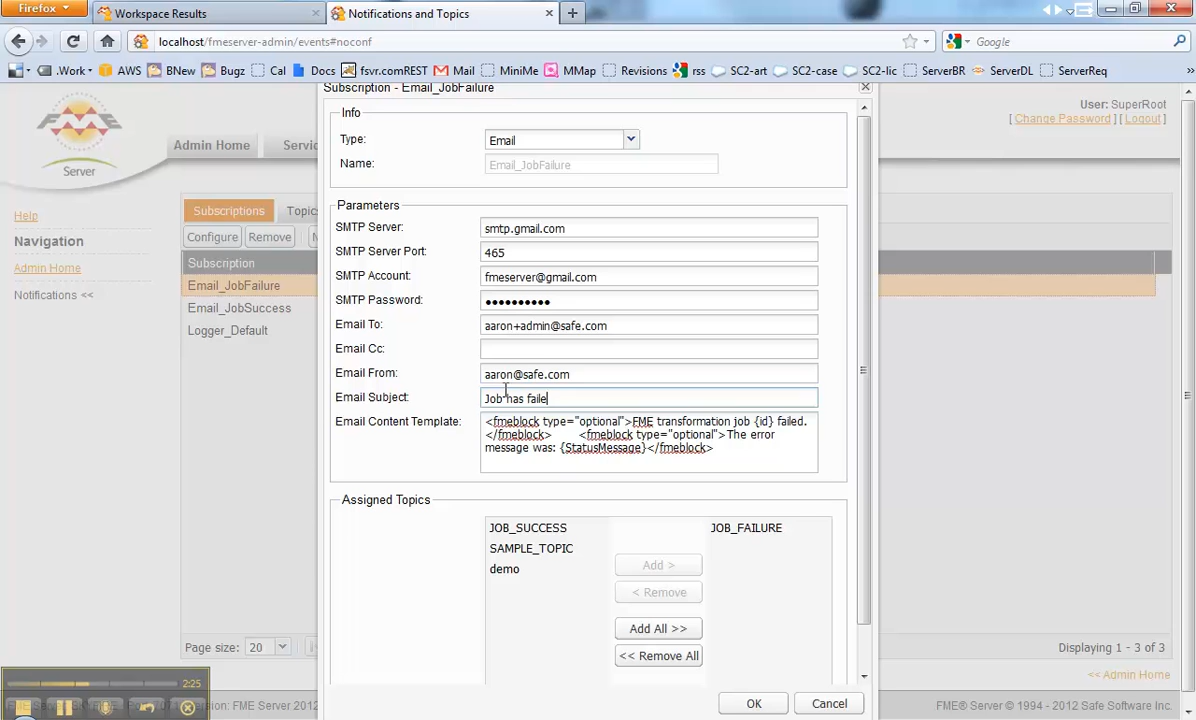 Firefox
Workspace Results
Notifications and Topics
localhost/fmeserver-admin/events#noconf
Google
.Work
AWS
BNew
Bugz
Cal
Docs
fsvr.comREST
Mail
MiniMe
MMap
Revisions
rss
SC2-art
SC2-case
SC2-lic
ServerBR
ServerDL
ServerReq
Server
Admin Home
Servic
User: SuperRoot
[ Change Password ] [ Logout ]
Help
Navigation
Admin Home
Notifications <<
Subscriptions
Topics
Configure
Remove
Subscription
Email_JobFailure
Email_JobSuccess
Logger_Default
Page size: 20
Displaying 1 - 3 of 3
<< Admin Home
Subscription - Email_JobFailure
Info
Type: Email
Name: Email_JobFailure
Parameters
SMTP Server: smtp.gmail.com
SMTP Server Port: 465
SMTP Account: fmeserver@gmail.com
SMTP Password: ●●●●●●●●●●
Email To: aaron+admin@safe.com
Email Cc:
Email From: aaron@safe.com
Email Subject: Job has faile
Email Content Template: <fmeblock type="optional">FME transformation job {id} failed.
</fmeblock> <fmeblock type="optional">The error
message was: {StatusMessage}</fmeblock>
Assigned Topics
JOB_SUCCESS
SAMPLE_TOPIC
demo
Add >
< Remove
Add All >>
<< Remove All
JOB_FAILURE
OK
Cancel
2:25
FME Server 2012
FME® Server © 1994 - 2012 Safe Software Inc.